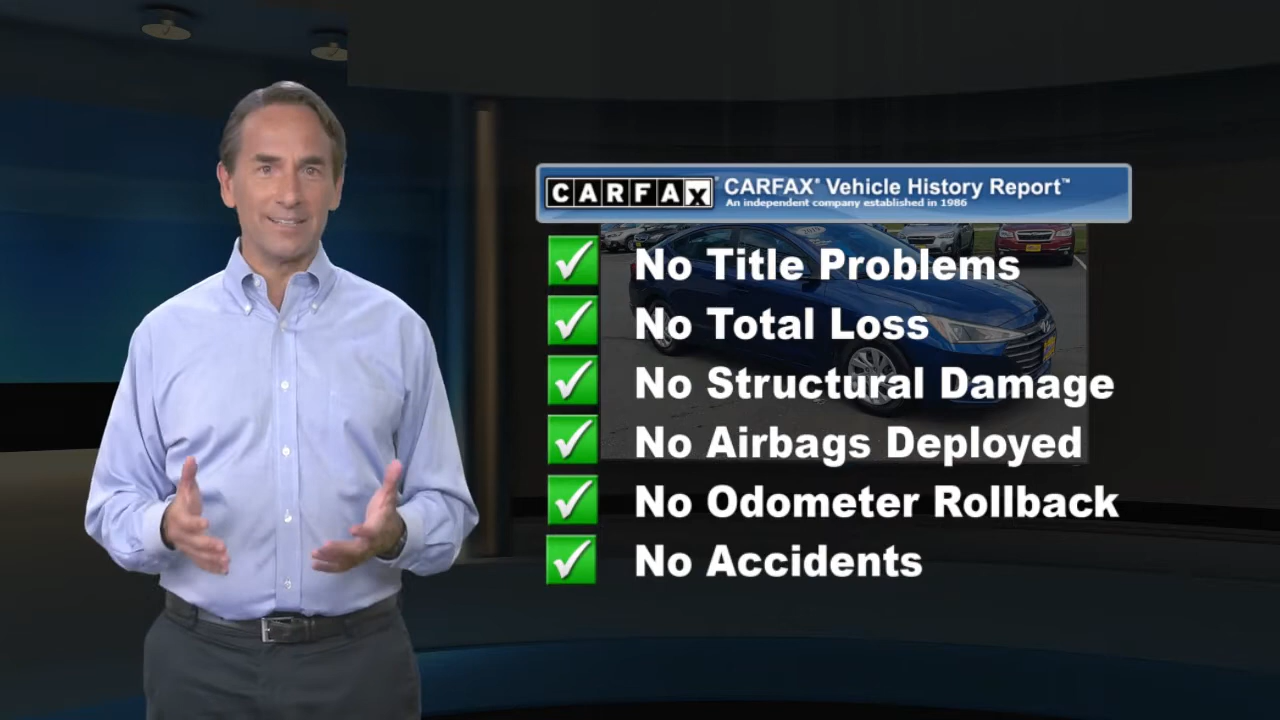 CARFAX® CARFAX® Vehicle History Report™
An independent company established in 1986
No Title Problems
No Total Loss
No Structural Damage
No Airbags Deployed
No Odometer Rollback
No Accidents